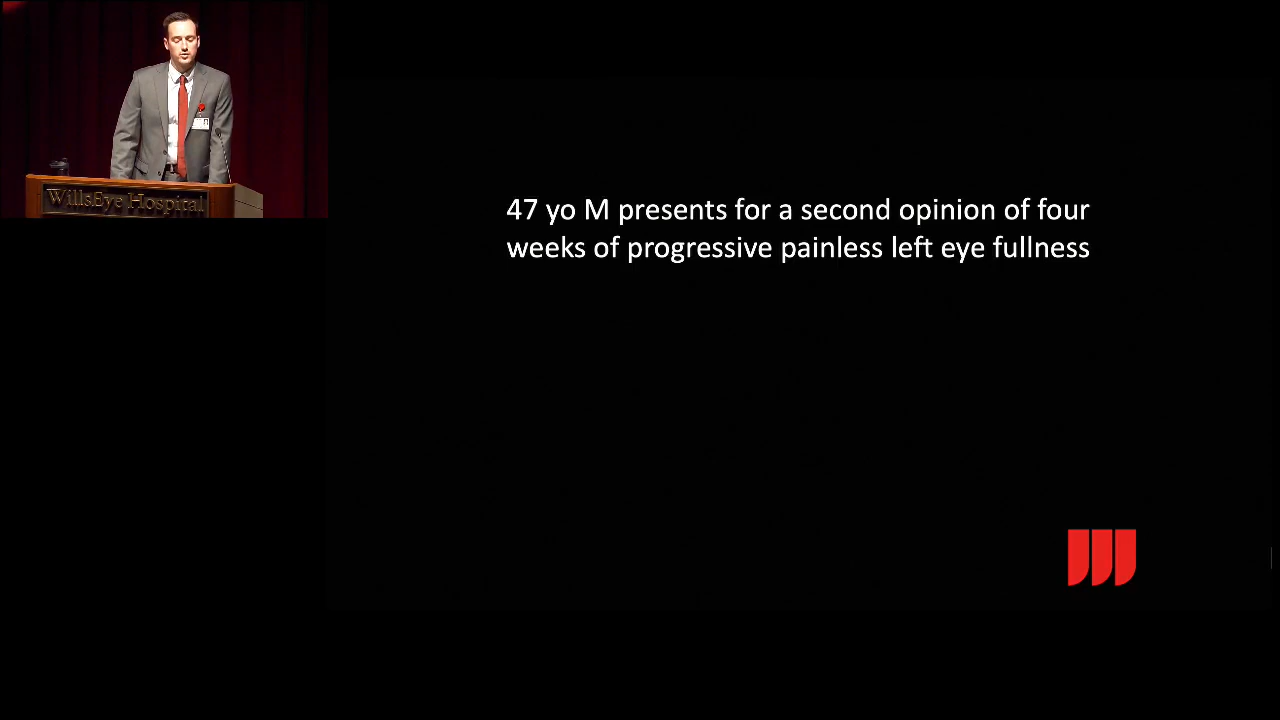 WillsEye Hospital
47 yo M presents for a second opinion of four
weeks of progressive painless left eye fullness